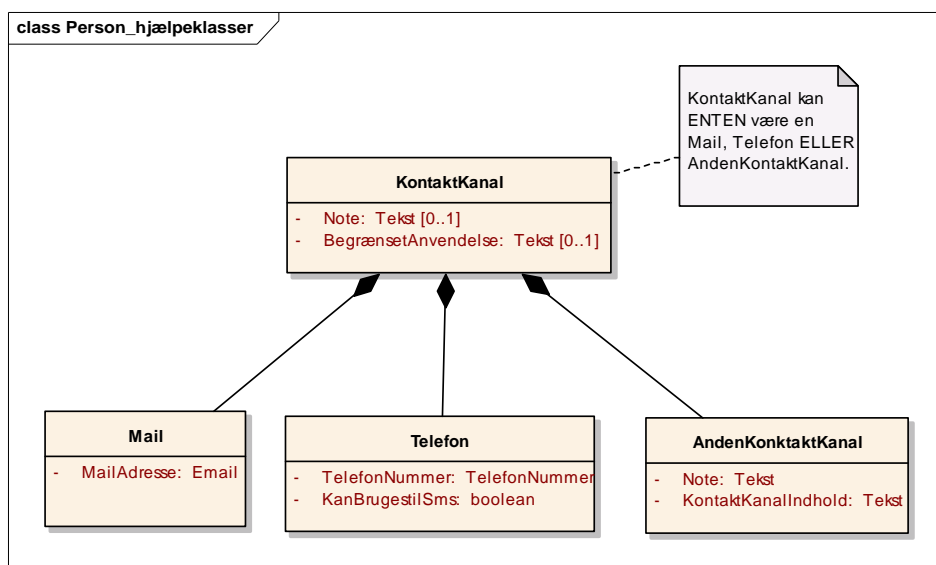 class Person_hjælpeklasser
KontaktKanal kan
ENTEN være en
Mail, Telefon ELLER
AndenKontaktKanal.
KontaktKanal
- Note: Tekst [0..1]
- BegrænsetAnvendelse: Tekst [0..1]
Mail
- MailAdresse: Email
Telefon
- TelefonNummer: TelefonNummer
- KanBrugestilSms: boolean
AndenKonktaktKanal
- Note: Tekst
- KontaktKanalIndhold: Tekst